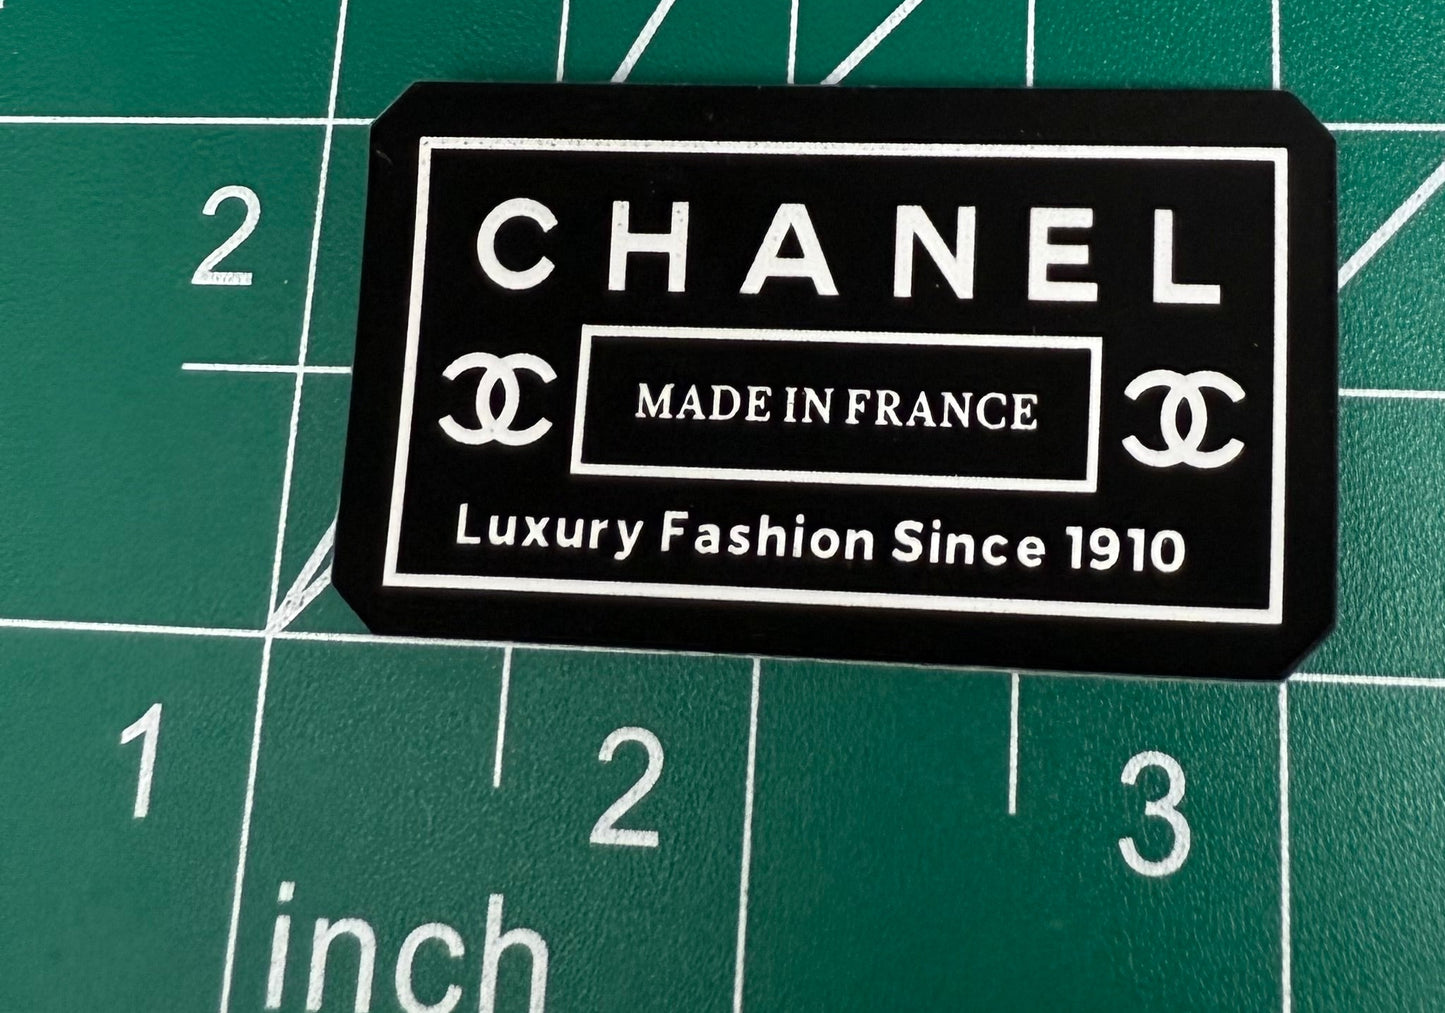 2
CHANEL
MADE IN FRANCE
Luxury Fashion Since 1910
1
2
3
inch